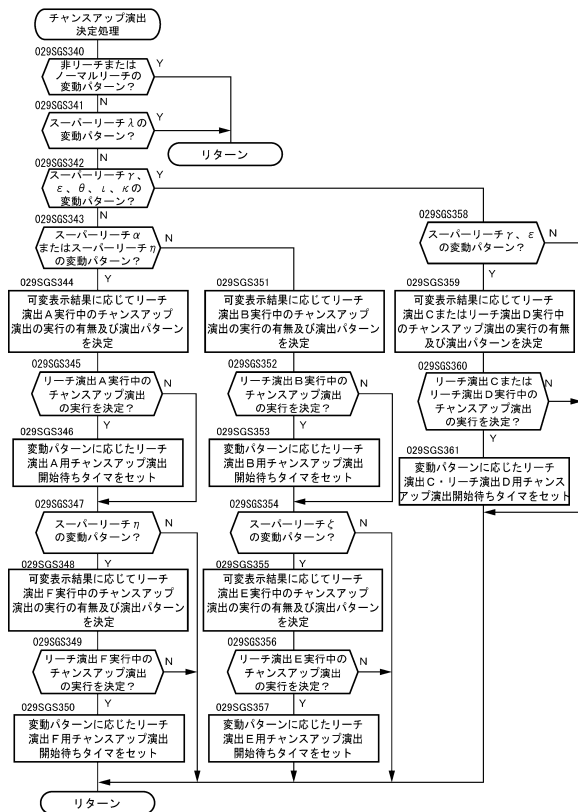 チャンスアップ演出
決定処理
029SGS340
非リーチまたは
ノーマルリーチの
変動パターン?
Y
N
029SGS341
スーパーリーチλの
変動パターン?
Y
N
リターン
029SGS342
スーパーリーチγ、
ε、θ、ι、κの
変動パターン?
Y
N
029SGS343
スーパーリーチα
またはスーパーリーチη
の変動パターン?
N
Y
029SGS344
可変表示結果に応じてリーチ
演出A実行中のチャンスアップ
演出の実行の有無及び演出パターン
を決定
029SGS345
リーチ演出A実行中の
チャンスアップ演出
の実行を決定?
N
Y
029SGS346
変動パターンに応じたリーチ
演出A用チャンスアップ演出
開始待ちタイマをセット
029SGS347
スーパーリーチη
の変動パターン?
N
Y
029SGS348
可変表示結果に応じてリーチ
演出F実行中のチャンスアップ
演出の実行の有無及び演出パターン
を決定
029SGS349
リーチ演出F実行中の
チャンスアップ演出
の実行を決定?
N
Y
029SGS350
変動パターンに応じたリーチ
演出F用チャンスアップ演出
開始待ちタイマをセット
リターン
029SGS351
可変表示結果に応じてリーチ
演出B実行中のチャンスアップ
演出の実行の有無及び演出パターン
を決定
029SGS352
リーチ演出B実行中の
チャンスアップ演出
の実行を決定?
N
Y
029SGS353
変動パターンに応じたリーチ
演出B用チャンスアップ演出
開始待ちタイマをセット
029SGS354
スーパーリーチζ
の変動パターン?
N
Y
029SGS355
可変表示結果に応じてリーチ
演出E実行中のチャンスアップ
演出の実行の有無及び演出パターン
を決定
029SGS356
リーチ演出E実行中の
チャンスアップ演出
の実行を決定?
N
Y
029SGS357
変動パターンに応じたリーチ
演出E用チャンスアップ演出
開始待ちタイマをセット
029SGS358
スーパーリーチγ、ε
の変動パターン?
N
Y
029SGS359
可変表示結果に応じてリーチ
演出CまたはリーチD演出実行中
のチャンスアップ演出の実行の有無
及び演出パターンを決定
029SGS360
リーチ演出Cまたは
リーチ演出D実行中の
チャンスアップ演出
の実行を決定?
N
Y
029SGS361
変動パターンに応じたリーチ
演出C・リーチ演出D用チャンス
アップ演出開始待ちタイマをセット